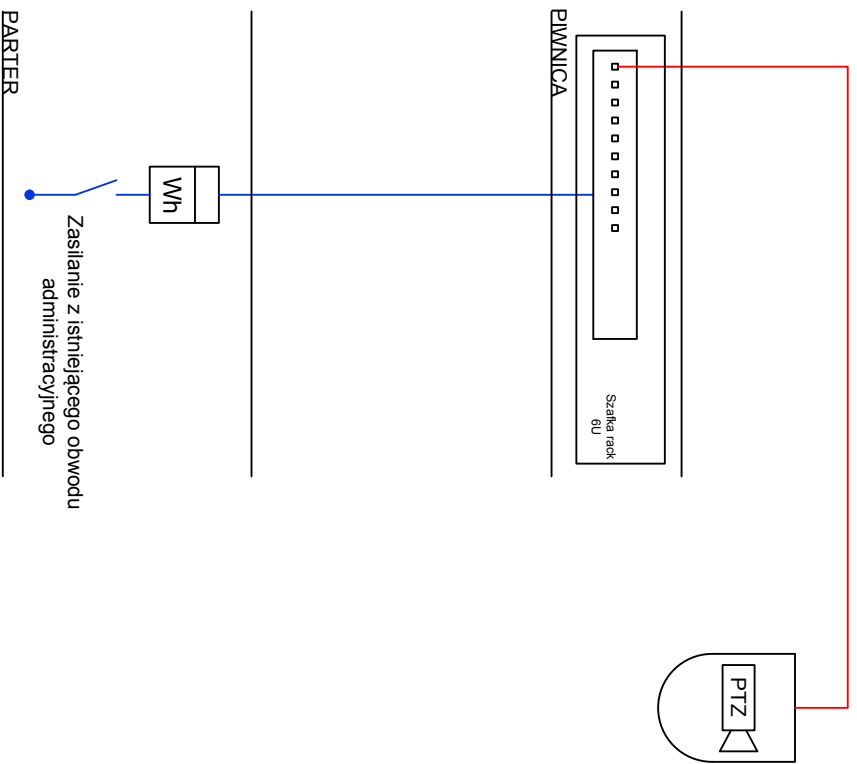 PARTER
Zasilanie z istniejącego obwodu
administracyjnego
Wh
PIWNICA
Szafka rack
6U
PTZ